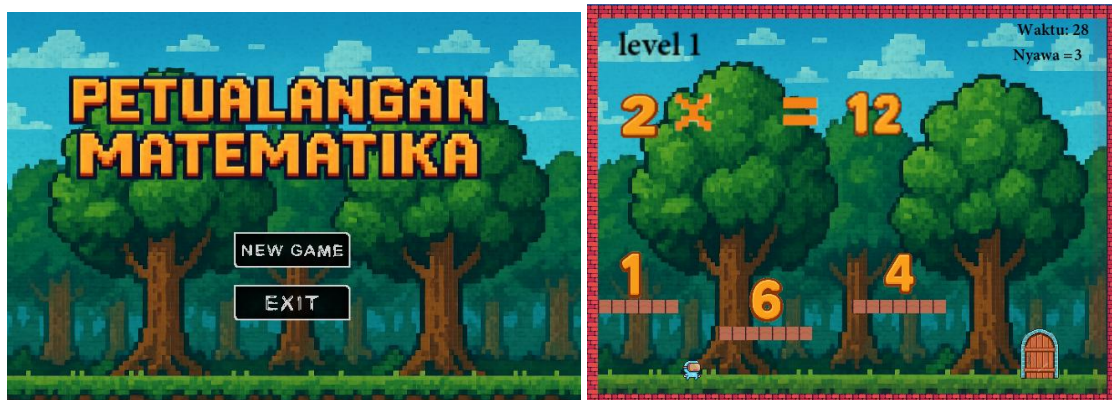 PETUALANGAN
MATEMATIKA
NEW GAME
EXIT
level 1
Waktu: 28
Nyawa =3
2 × = 12
1
6
4